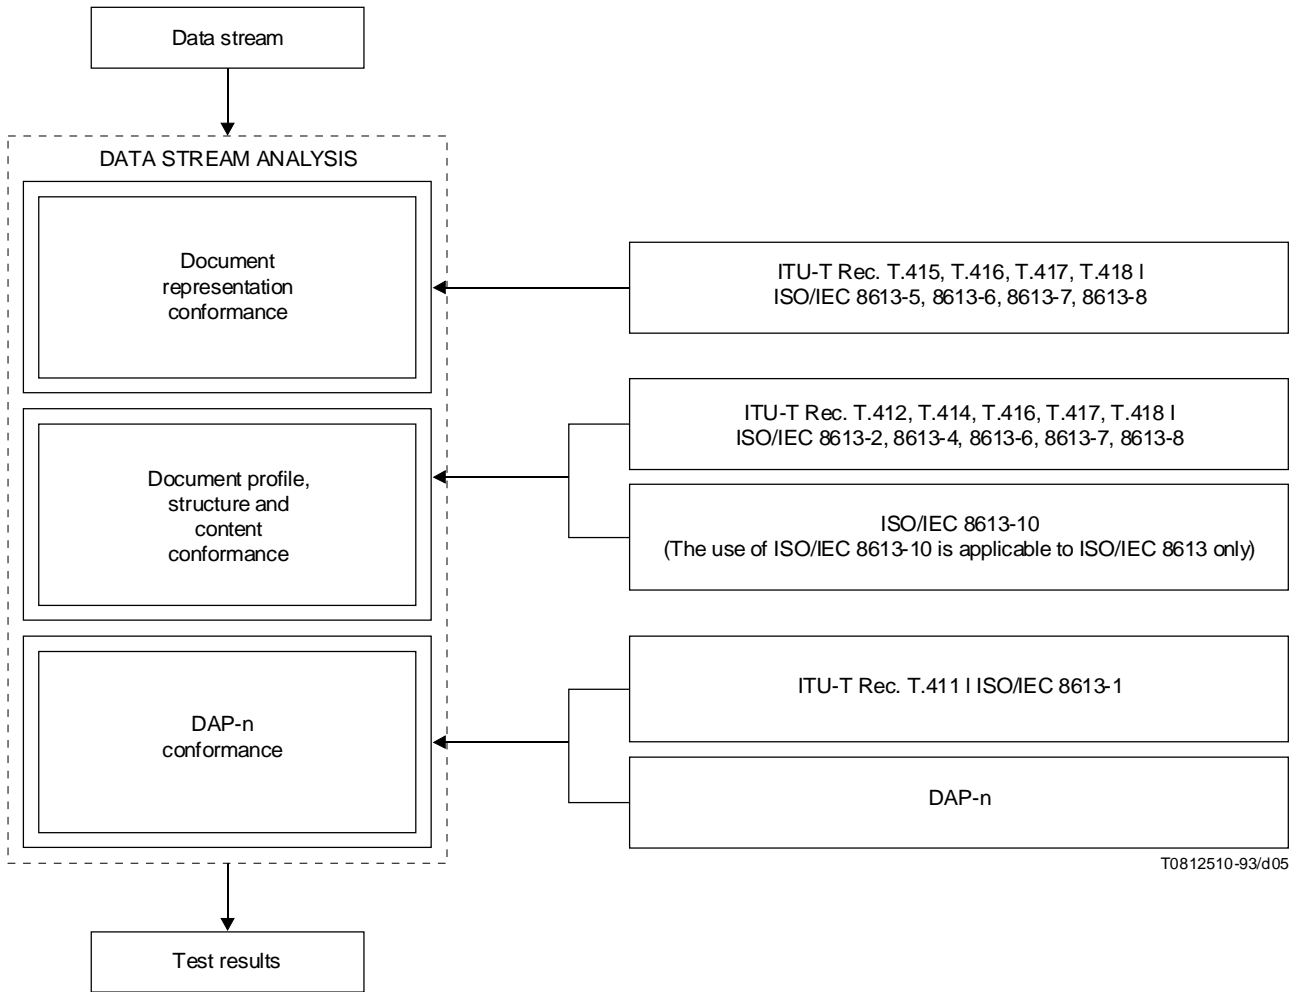 Data stream
DATA STREAM ANALYSIS
Document
representation
conformance
ITU-T Rec. T.415, T.416, T.417, T.418 l
ISO/IEC 8613-5, 8613-6, 8613-7, 8613-8
Document profile,
structure and
content
conformance
ITU-T Rec. T.412, T.414, T.416, T.417, T.418 l
ISO/IEC 8613-2, 8613-4, 8613-6, 8613-7, 8613-8
ISO/IEC 8613-10
(The use of ISO/IEC 8613-10 is applicable to ISO/IEC 8613 only)
DAP-n
conformance
ITU-T Rec. T.411 l ISO/IEC 8613-1
DAP-n
T0812510-93/d05
Test results